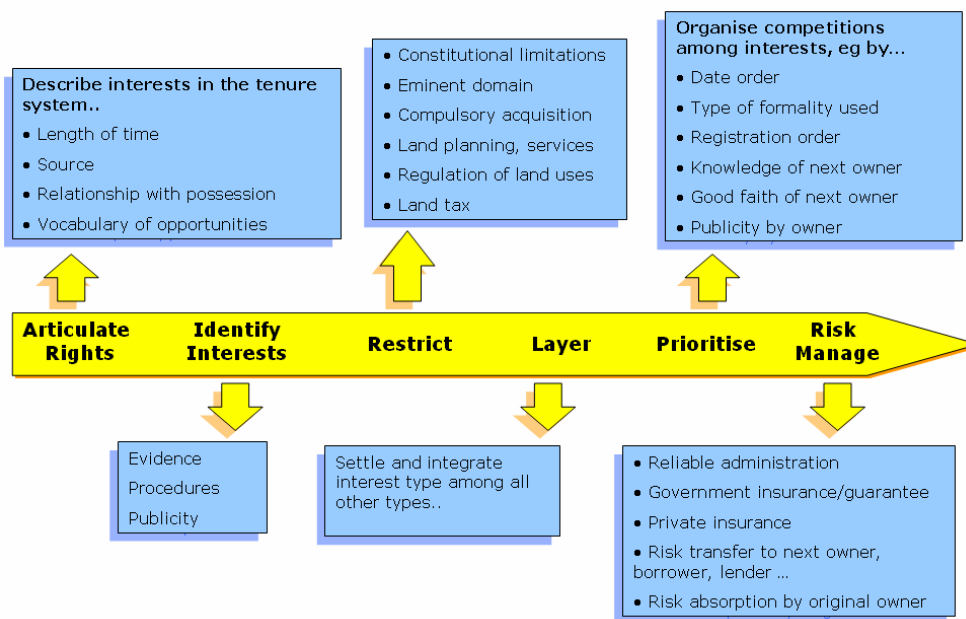 Describe interests in the tenure
system..
• Length of time
• Source
• Relationship with possession
• Vocabulary of opportunities
• Constitutional limitations
• Eminent domain
• Compulsory acquisition
• Land planning, services
• Regulation of land uses
• Land tax
Organise competitions
among interests, eg by...
• Date order
• Type of formality used
• Registration order
• Knowledge of next owner
• Good faith of next owner
• Publicity by owner
Articulate
Rights
Identify
Interests
Restrict
Layer
Prioritise
Risk
Manage
Evidence
Procedures
Publicity
Settle and integrate
interest type among all
other types..
• Reliable administration
• Government insurance/guarantee
• Private insurance
• Risk transfer to next owner,
borrower, lender ...
• Risk absorption by original owner